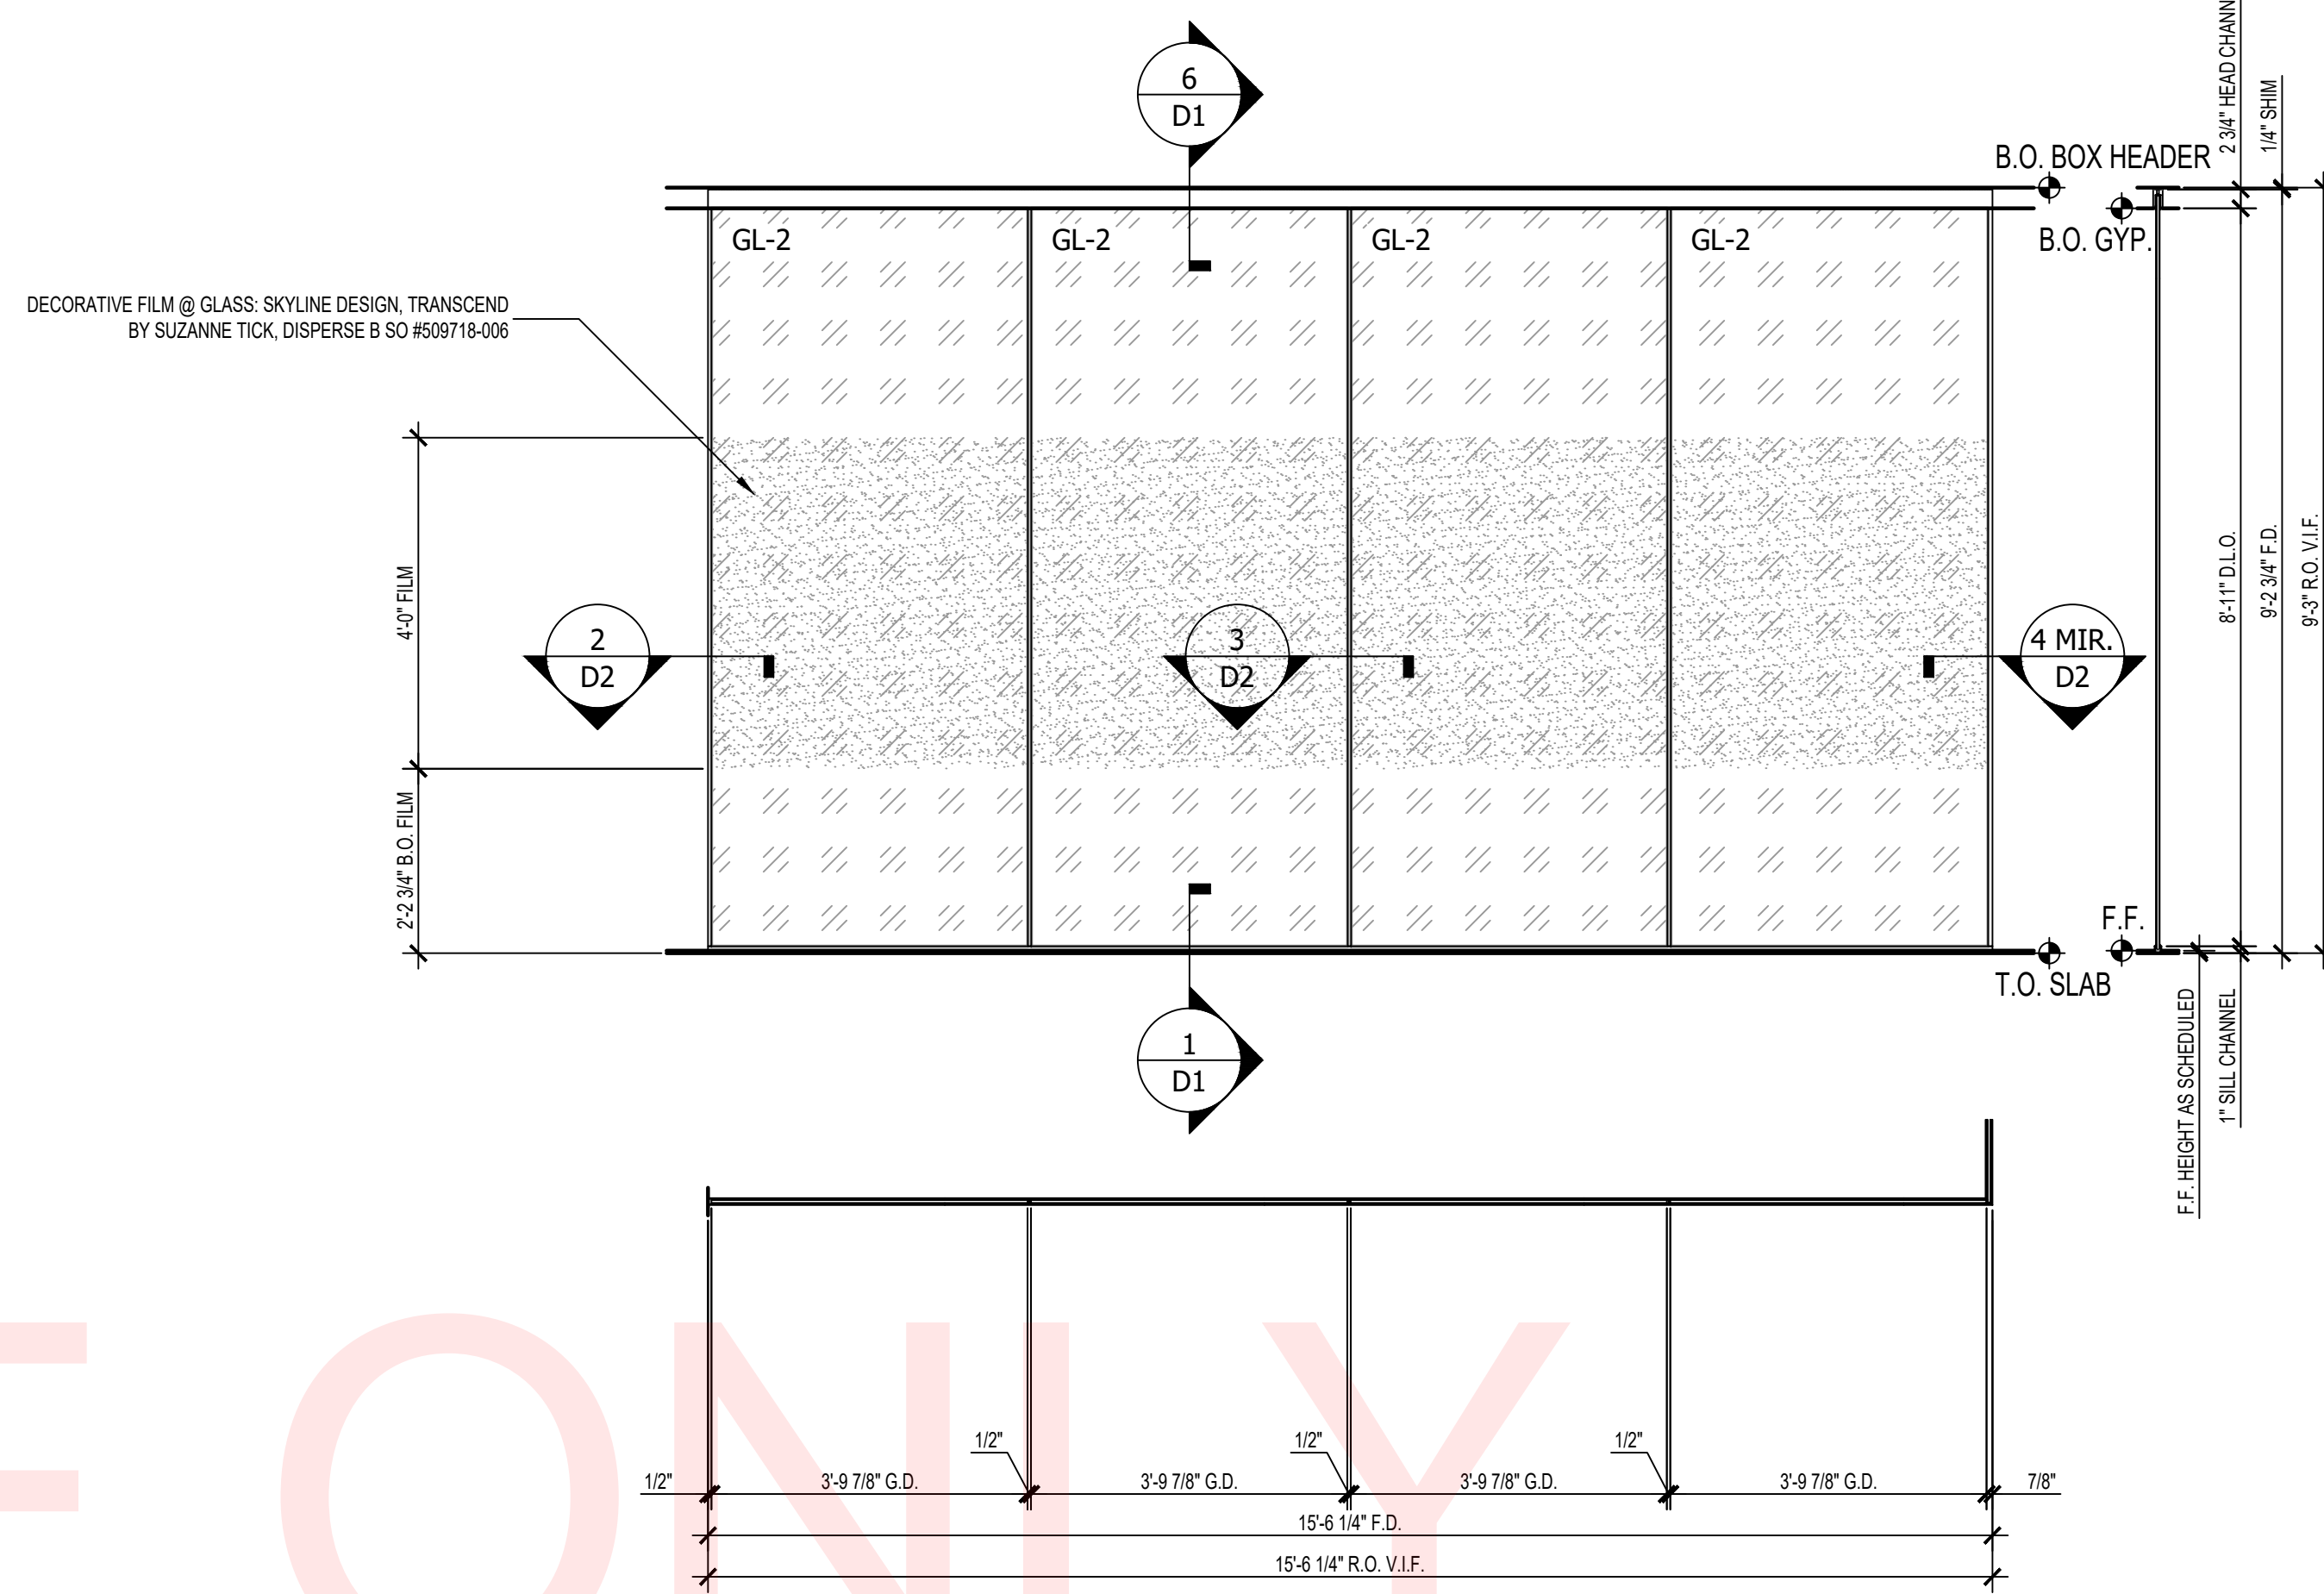 6
D1
2 3/4" HEAD CHANN
1/4" SHIM
B.O. BOX HEADER
B.O. GYP.
GL-2
GL-2
GL-2
GL-2
DECORATIVE FILM @ GLASS: SKYLINE DESIGN, TRANSCEND
BY SUZANNE TICK, DISPERSE B SO #509718-006
4'-0" FILM
2'-2 3/4" B.O. FILM
2
D2
3
D2
4 MIR.
D2
8'-11" D.L.O.
9'-2 3/4" F.D.
9'-3" R.O. V.I.F.
F.F.
T.O. SLAB
F.F. HEIGHT AS SCHEDULED
1" SILL CHANNEL
1
D1
1/2"
1/2"
1/2"
1/2"
3'-9 7/8" G.D.
3'-9 7/8" G.D.
3'-9 7/8" G.D.
3'-9 7/8" G.D.
7/8"
15'-6 1/4" F.D.
15'-6 1/4" R.O. V.I.F.
F ONLY